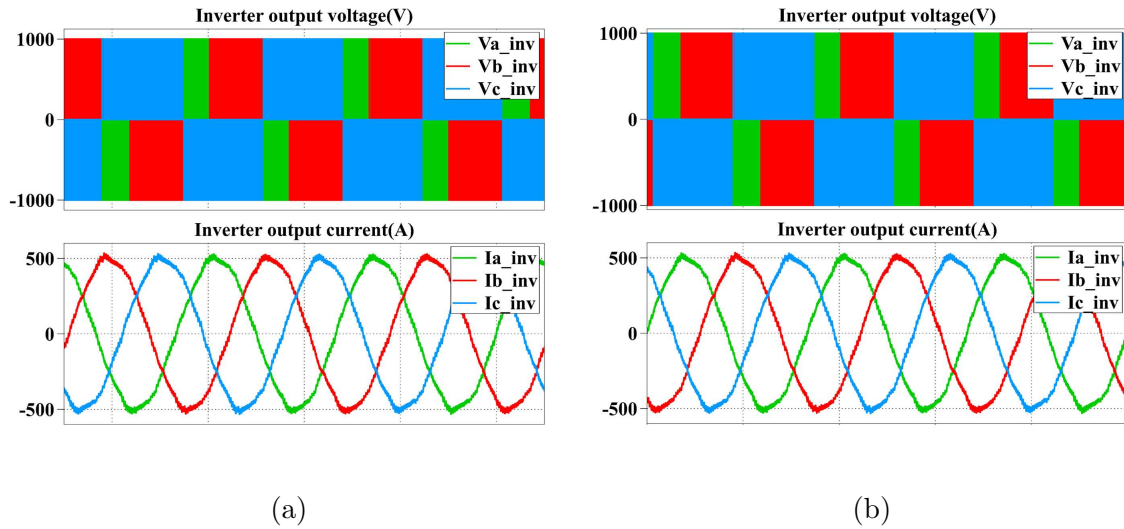 Inverter output voltage(V)
1000
0
-1000
Va_inv
Vb_inv
Vc_inv
Inverter output current(A)
500
0
-500
Ia_inv
Ib_inv
Ic_inv
(a)
Inverter output voltage(V)
1000
0
-1000
Va_inv
Vb_inv
Vc_inv
Inverter output current(A)
500
0
-500
Ia_inv
Ib_inv
Ic_inv
(b)